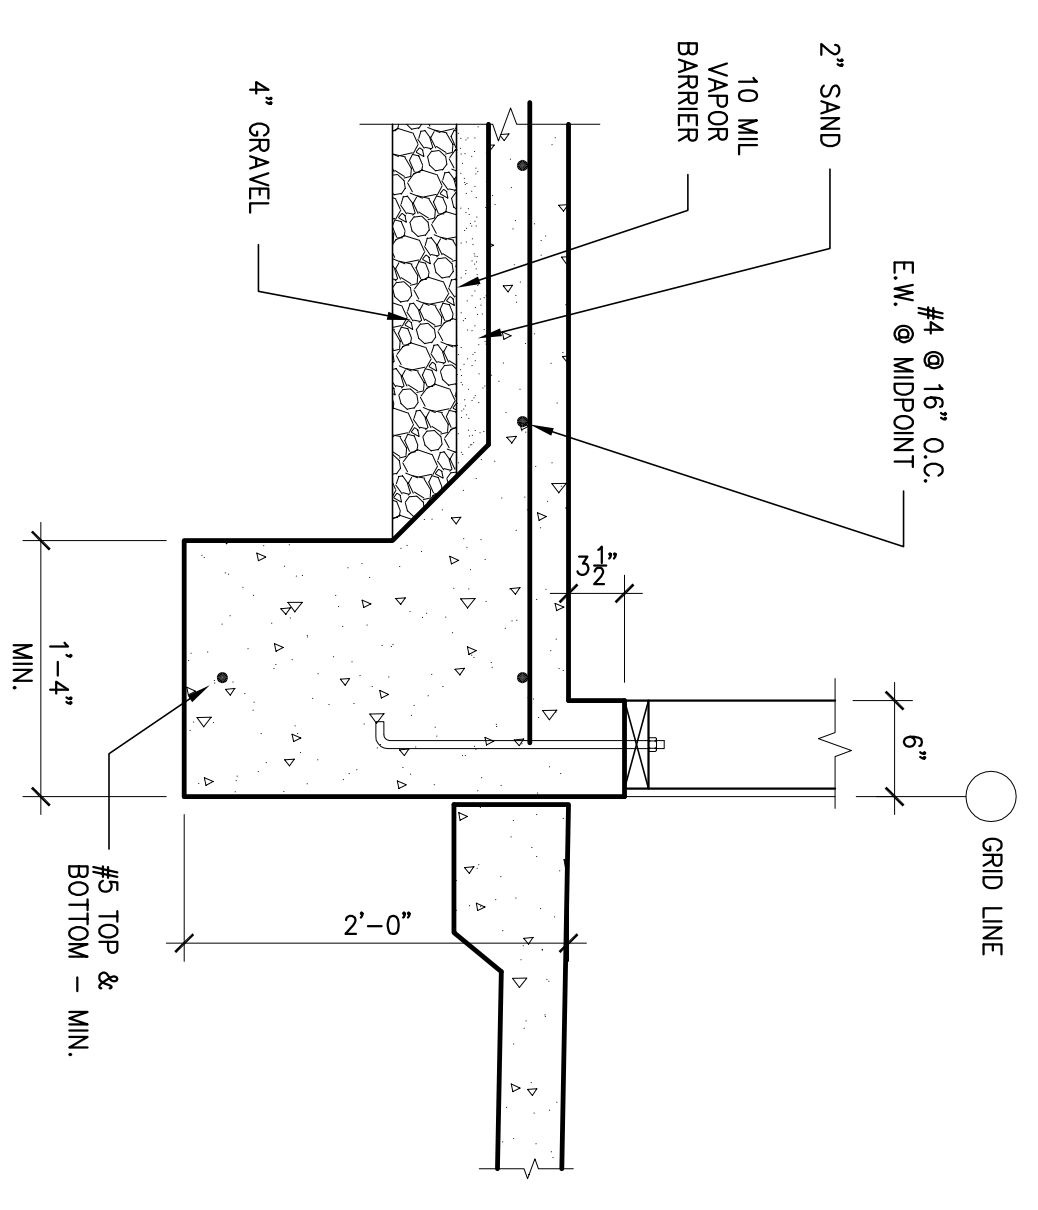 GRID LINE
6"
#4 @ 16" O.C.
E.W. @ MIDPOINT
2" SAND
10 MIL
VAPOR
BARRIER
3 1/2"
4" GRAVEL
2'-0"
1'-4"
MIN.
#5 TOP &
BOTTOM - MIN.